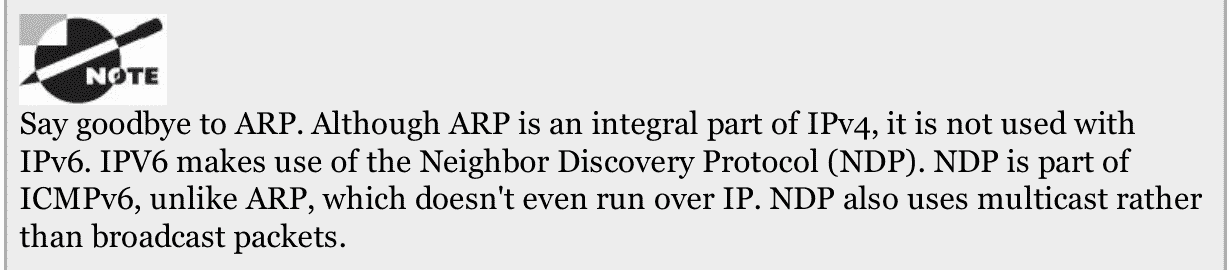 NOTE
Say goodbye to ARP. Although ARP is an integral part of IPv4, it is not used with
IPv6. IPV6 makes use of the Neighbor Discovery Protocol (NDP). NDP is part of
ICMPv6, unlike ARP, which doesn't even run over IP. NDP also uses multicast rather
than broadcast packets.